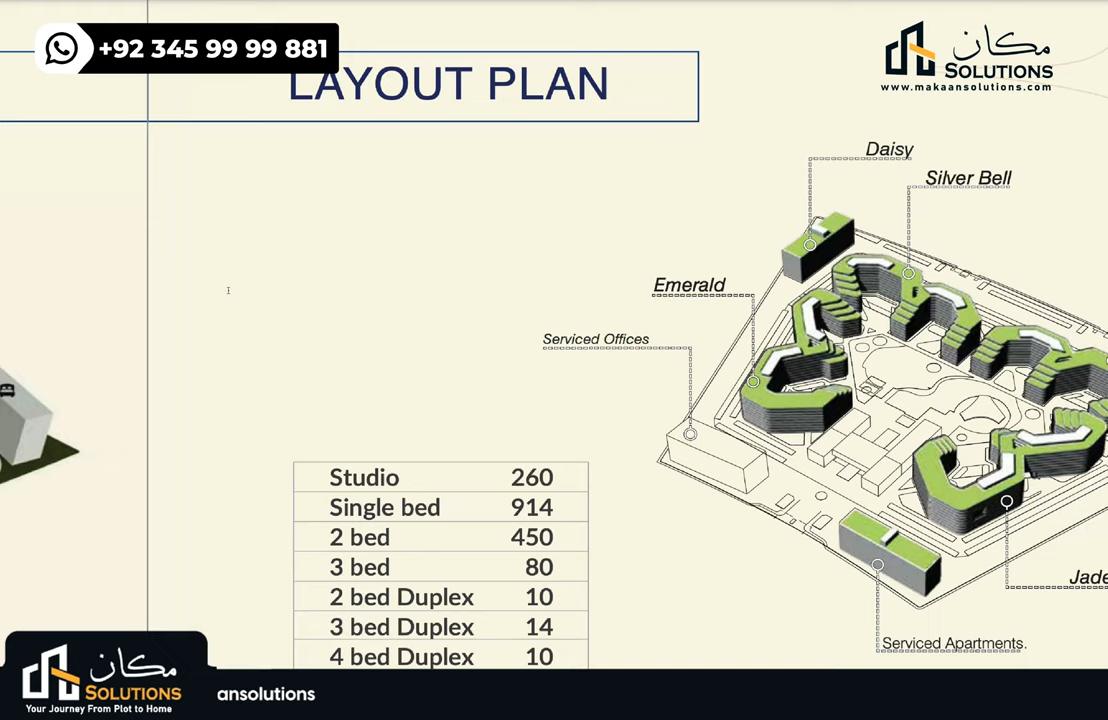 +92 345 99 99 881
مكان
SOLUTIONS
www.makaansolutions.com
LAYOUT PLAN
Daisy
Silver Bell
Emerald
Serviced Offices
Studio 260
Single bed 914
2 bed 450
3 bed 80
2 bed Duplex 10
3 bed Duplex 14
4 bed Duplex 10
Jade
Serviced Apartments.
مكان
SOLUTIONS
Your Journey From Plot to Home
ansolutions